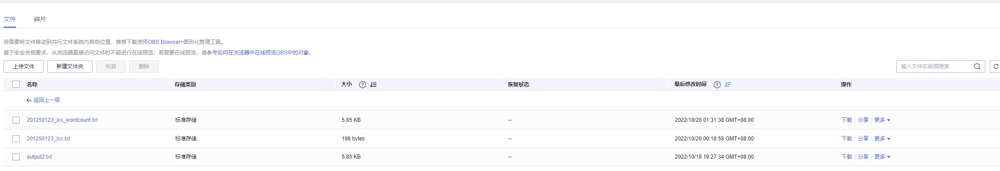 文件 碎片
若需要将文件移动到并行文件系统内其他位置，推荐下载使用OBS Browser+图形化管理工具。
基于安全合规要求，从浏览器直接访问文件时不能进行在线预览；若需要在线预览，请参考如何在浏览器中在线预览OBS中的对象。
上传文件 新建文件夹 恢复 删除 输入文件名前缀搜索
名称 存储类别 大小 恢复状态 最后修改时间 操作
返回上一级
201250123_lxx_wordcount.txt 标准存储 5.85 KB -- 2022/10/20 01:31:38 GMT+08:00 下载 分享 更多
201250123_lxx.txt 标准存储 198 bytes -- 2022/10/20 00:18:58 GMT+08:00 下载 分享 更多
output2.txt 标准存储 5.85 KB -- 2022/10/19 19:27:34 GMT+08:00 下载 分享 更多